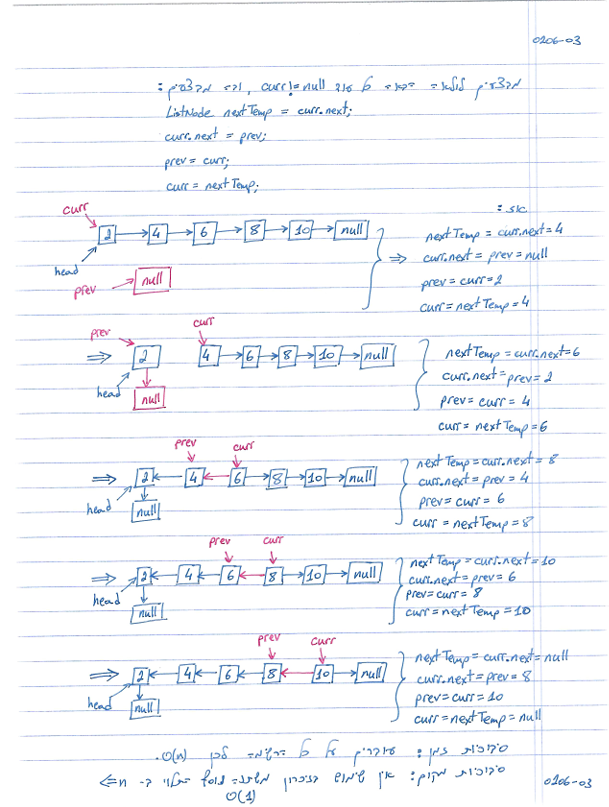 0206-03
מבצעים לולאה הבאה כל עוד curr!=null, ובה מבצעים:
ListNode nextTemp = curr.next;
curr.next = prev;
prev = curr;
curr = nextTemp;
אז:
curr
2 4 6 8 10 null
head
prev null
⇒ nextTemp = curr.next=4
curr.next = prev=null
prev = curr=2
curr=nextTemp=4
prev curr
⇒ 2 4 6 8 10 null
head
null
nextTemp=curr.next=6
curr.next=prev=2
prev = curr = 4
curr = nextTemp=6
prev curr
⇒ 2 4 6 8 10 null
head
null
nextTemp=curr.next= 8
curr.next=prev = 4
prev=curr= 6
curr =nextTemp=8
prev curr
⇒ 2 4 6 8 10 null
head
null
nextTemp=curr.next=10
curr.next=prev=6
prev=curr= 8
curr=nextTemp=10
prev curr
⇒ 2 4 6 8 10 null
head
null
nextTemp=curr.next=null
curr.next=prev= 8
prev=curr=10
curr=nextTemp=null
סיבוכיות זמן: עוברים על כל הרשימה לכן O(n).
סיבוכיות מקום: אין שימוש בזיכרון משתנה נוסף התלוי ב- n ⇐
O(1)
0206-03